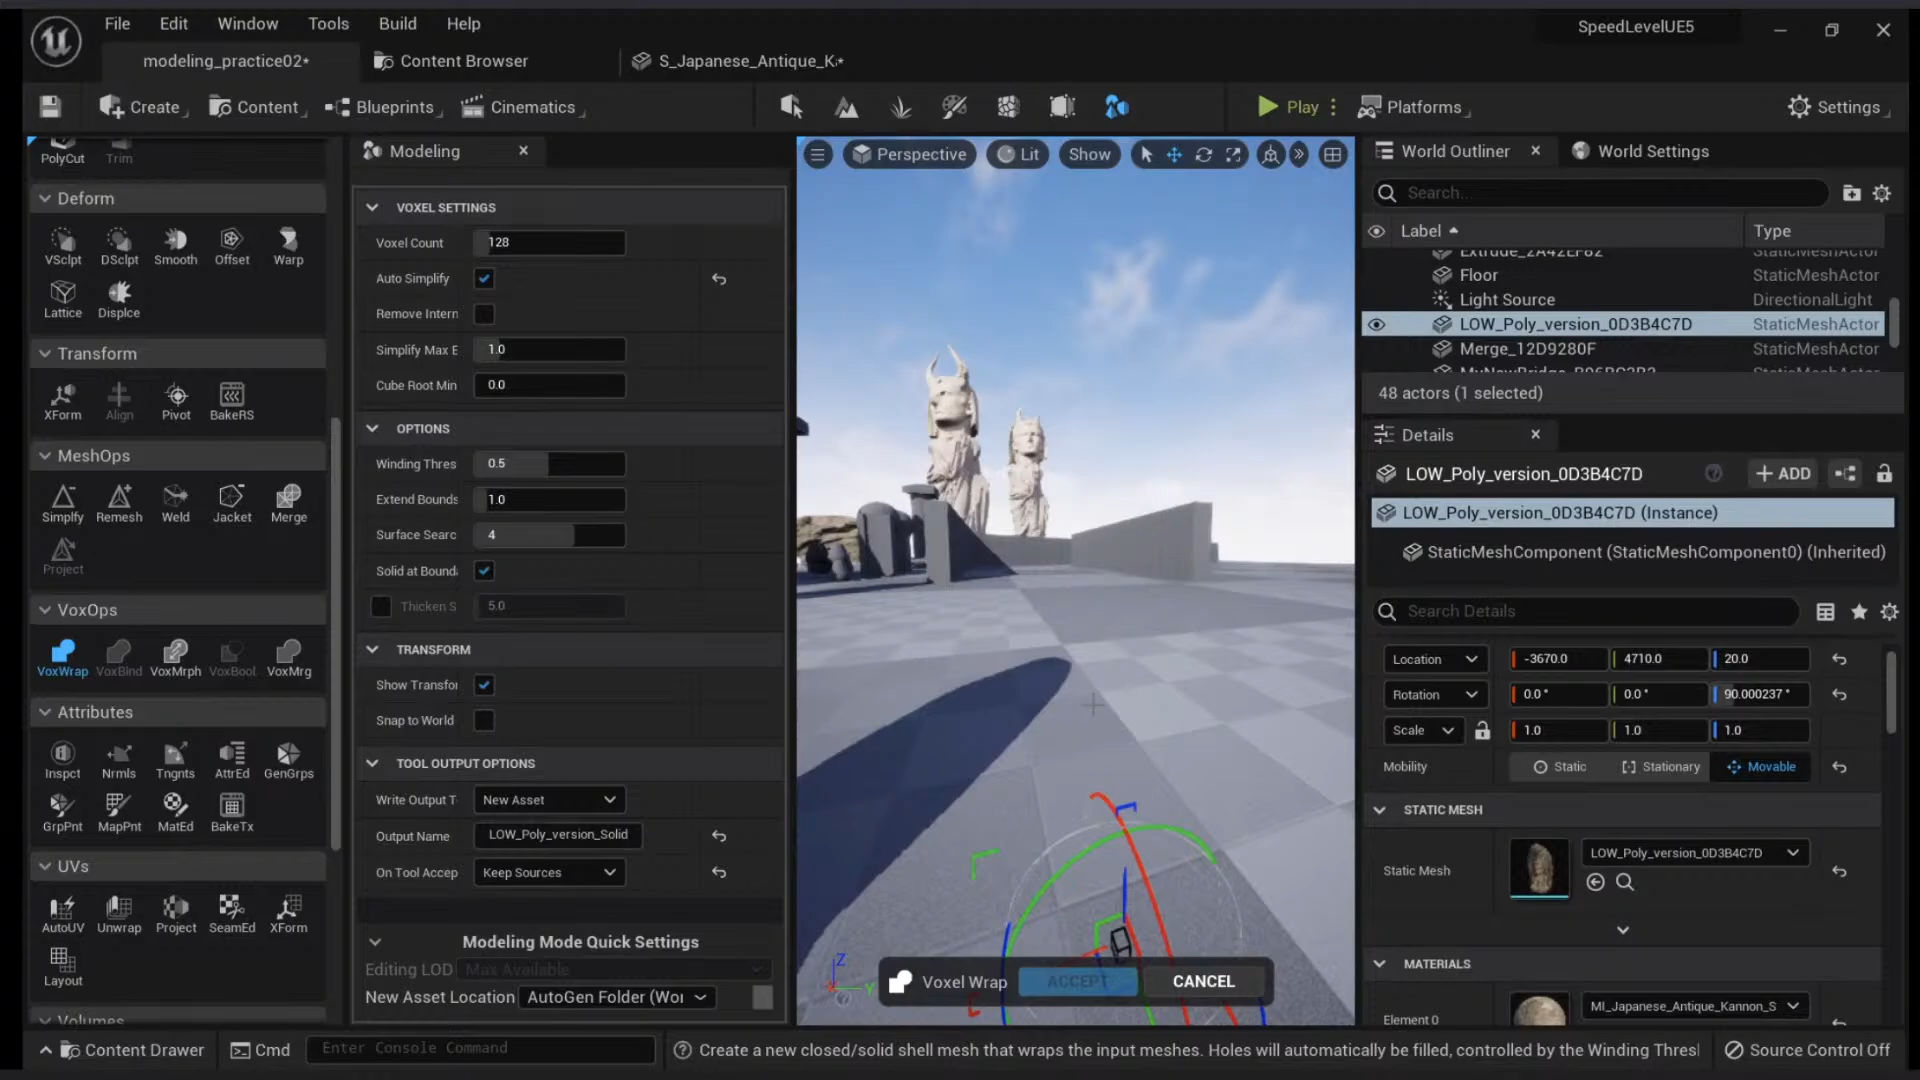 File Edit Window Tools Build Help
SpeedLevelUE5
modeling_practice02*
Content Browser
S_Japanese_Antique_K:*
Create
Content
Blueprints
Cinematics
Play
Platforms
Settings
PolyCut
Trim
Deform
VSclpt
DSclpt
Smooth
Offset
Warp
Lattice
Displce
Transform
XForm
Align
Pivot
BakeRS
MeshOps
Simplfy
Remesh
Weld
Jacket
Merge
Project
VoxOps
VoxWrap
VoxBlnd
VoxMrph
VoxBool
VoxMrg
Attributes
Inspct
Nrmls
Tngnts
AttrEd
GenGrps
GrpPnt
MapPnt
MatEd
BakeTx
UVs
AutoUV
Unwrap
Project
SeamEd
XForm
Layout
Volumes
Modeling
VOXEL SETTINGS
Voxel Count 128
Auto Simplify
Remove Intern
Simplify Max E 1.0
Cube Root Min 0.0
OPTIONS
Winding Thres 0.5
Extend Bounds 1.0
Surface Searc 4
Solid at Bound
Thicken S 5.0
TRANSFORM
Show Transfor
Snap to World
TOOL OUTPUT OPTIONS
Write Output T New Asset
Output Name LOW_Poly_version_Solid
On Tool Accep Keep Sources
Modeling Mode Quick Settings
Editing LOD Max Available
New Asset Location AutoGen Folder (Wor
Perspective
Lit
Show
Z
Y
Voxel Wrap
ACCEPT
CANCEL
World Outliner
World Settings
Search...
Label
Type
Extrude_2A42EF82 StaticMeshActor
Floor StaticMeshActor
Light Source DirectionalLight
LOW_Poly_version_0D3B4C7D StaticMeshActor
Merge_12D9280F StaticMeshActor
48 actors (1 selected)
Details
LOW_Poly_version_0D3B4C7D
ADD
LOW_Poly_version_0D3B4C7D (Instance)
StaticMeshComponent (StaticMeshComponent0) (Inherited)
Search Details
Location -3670.0 4710.0 20.0
Rotation 0.0 ° 0.0 ° 90.000237 °
Scale 1.0 1.0 1.0
Mobility Static Stationary Movable
STATIC MESH
Static Mesh LOW_Poly_version_0D3B4C7D
MATERIALS
Element 0 MI_Japanese_Antique_Kannon_S
Content Drawer
Cmd
Enter Console Command
Create a new closed/solid shell mesh that wraps the input meshes. Holes will automatically be filled, controlled by the Winding Thres
Source Control Off